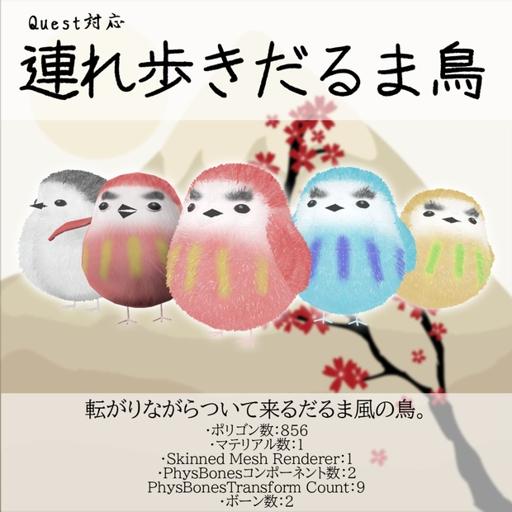 Quest対応
連れ歩きだるま鳥
転がりながらついて来るだるま風の鳥。
・ポリゴン数:856
・マテリアル数:1
・Skinned Mesh Renderer:1
・PhysBonesコンポーネント数:2
PhysBonesTransform Count:9
・ボーン数:2